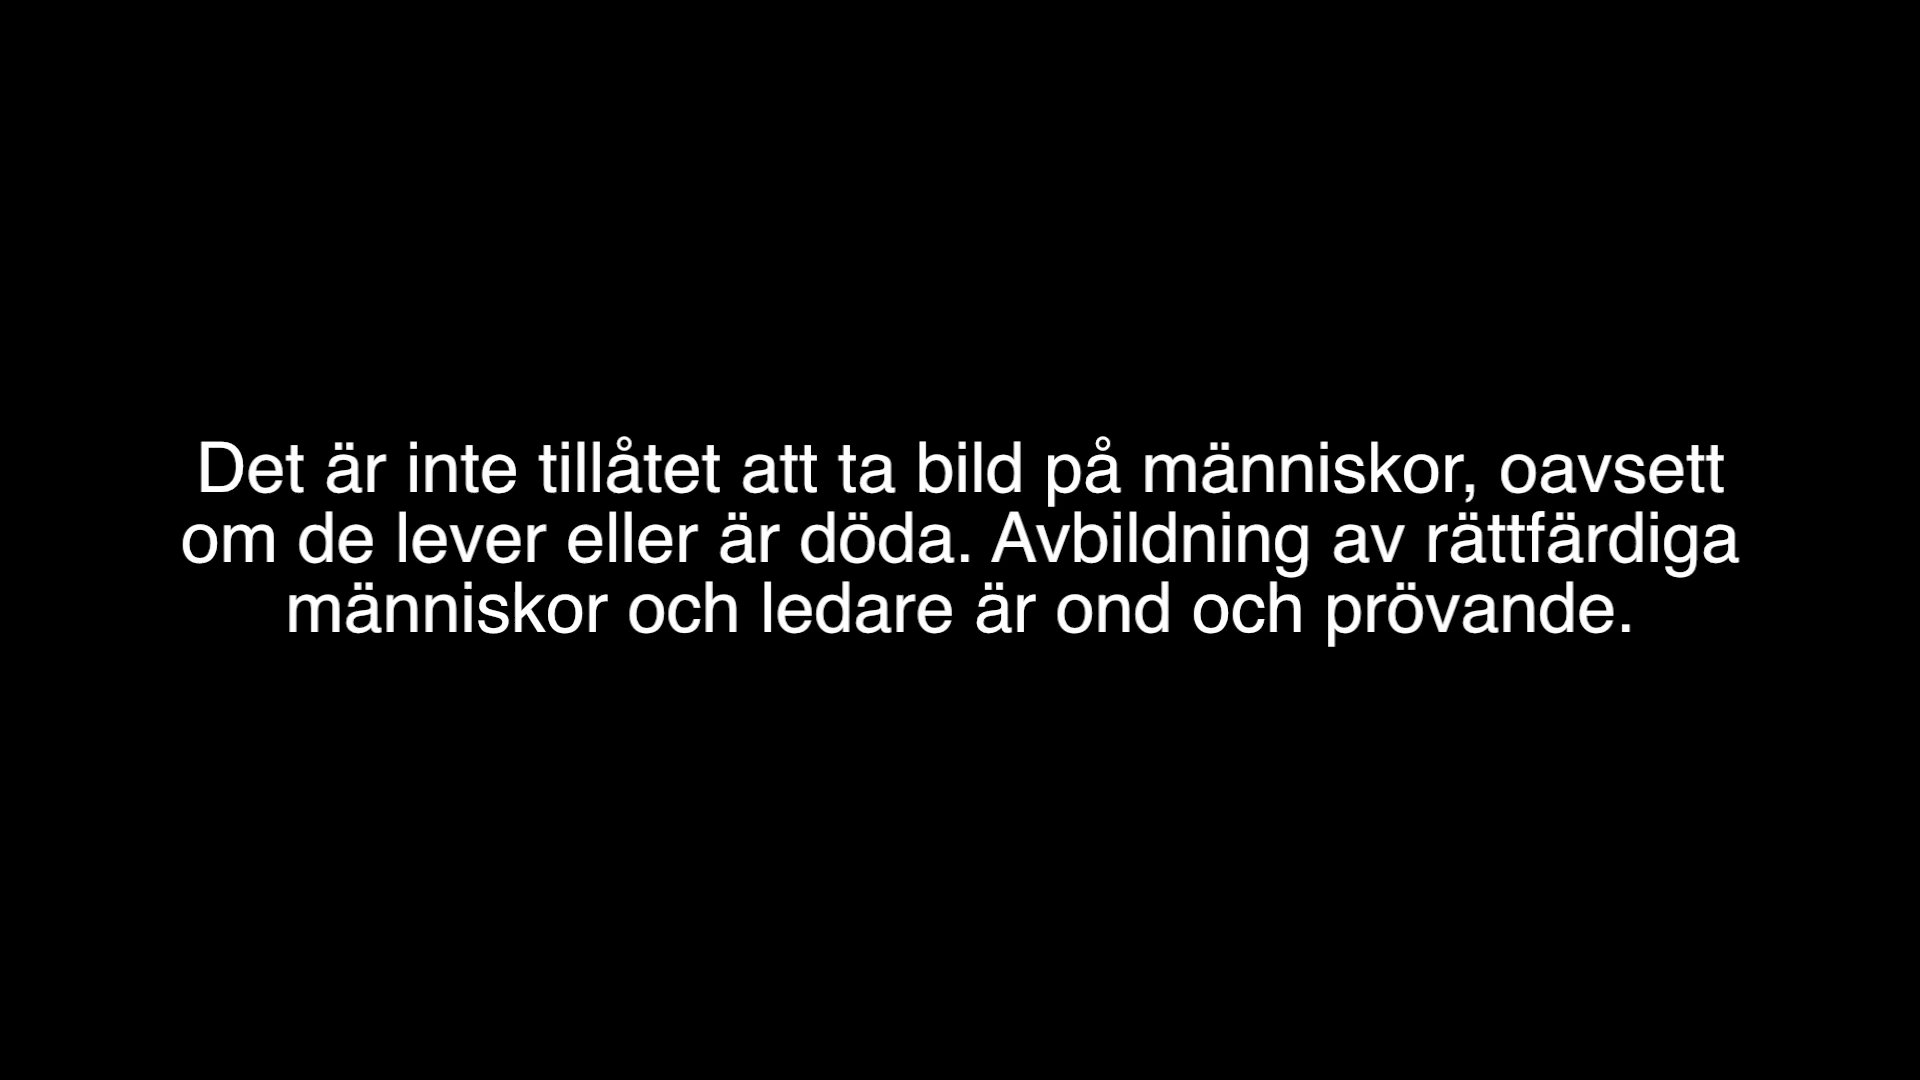 Det är inte tillåtet att ta bild på människor, oavsett
om de lever eller är döda. Avbildning av rättfärdiga
människor och ledare är ond och prövande.